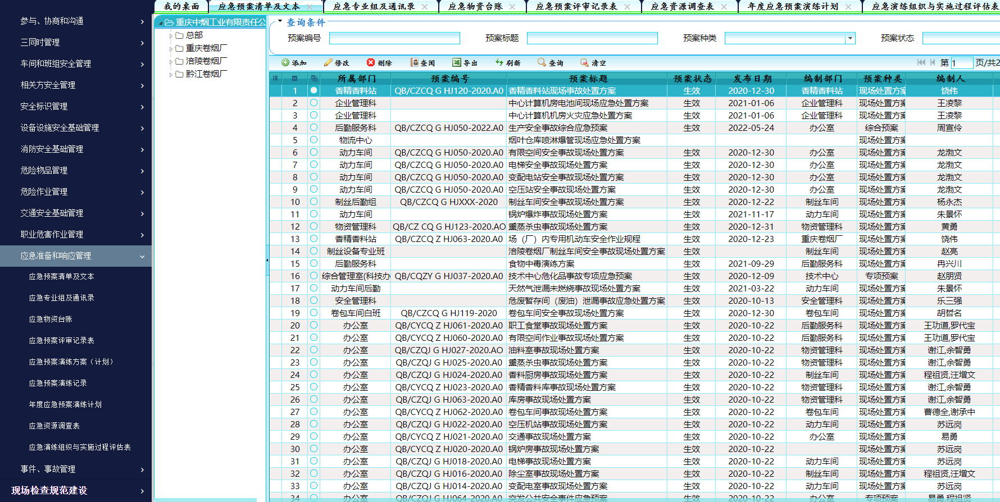 我的桌面 应急预案清单及文本 应急专业组及通讯录 应急物资台账 应急预案评审记录表 应急资源调查表 年度应急预案演练计划 应急演练组织与实施过程评估表
参与、协商和沟通
三同时管理
车间和班组安全管理
相关方安全管理
安全标识管理
设备设施安全基础管理
消防安全基础管理
危险物品管理
危险作业管理
交通安全基础管理
职业危害作业管理
应急准备和响应管理
应急预案清单及文本
应急专业组及通讯录
应急物资台账
应急预案评审记录表
应急预案演练方案（计划）
应急预案演练记录
年度应急预案演练计划
应急资源调查表
应急演练组织与实施过程评估表
事件、事故管理
现场检查规范建设
重庆中烟工业有限责任公
总部
重庆卷烟厂
涪陵卷烟厂
黔江卷烟厂
查询条件
预案编号 预案标题 预案种类 预案状态
添加 修改 删除 查阅 导出 刷新 查询 清空 第 1 页/共2
所属部门 预案编号 预案标题 预案状态 发布日期 编制部门 预案种类 编制人
1 香精香料站 QB/CZCQ G HJ120-2020.A0 香精香料站现场事故处置方案 生效 2020-12-30 香精香料站 现场处置方案 饶伟
2 企业管理科 中心计算机房电池间现场应急处置方案 生效 2021-01-06 企业管理科 现场处置方案 王凌黎
3 企业管理科 中心计算机机房火灾应急处置方案 生效 2021-01-06 企业管理科 现场处置方案 王凌黎
4 后勤服务科 QB/CZCQ G HJ050-2022.A0 生产安全事故综合应急预案 生效 2022-05-24 办公室 综合预案 周宣伶
5 物流中心 烟叶仓库喷淋爆管现场应急处置方案 现场处置方案
6 动力车间 QB/CZCQ G HJ050-2020.A0 有限空间安全事故现场处置方案 生效 2020-12-30 办公室 现场处置方案 龙渤文
7 动力车间 QB/CZCQ G HJ050-2020.A0 电梯安全事故现场处置方案 生效 2020-12-30 办公室 现场处置方案 龙渤文
8 动力车间 QB/CZCQ G HJ050-2020.A0 变配电站安全事故现场处置方案 生效 2020-12-30 办公室 现场处置方案 龙渤文
9 动力车间 QB/CZCQ G HJ050-2020.A0 空压站安全事故现场处置方案 生效 2020-12-30 办公室 现场处置方案 龙渤文
10 制丝后勤组 QB/CZCQ G HJXXX-2020 制丝车间安全事故现场处置方案 生效 2020-12-22 制丝车间 现场处置方案 杨永杰
11 动力车间 锅炉爆炸事故现场处置方案 生效 2021-11-17 动力车间 现场处置方案 朱景怀
12 物资管理科 QB/CZ CQ G HJ123-2020.AO 薰蒸杀虫事故现场处置方案 生效 2020-12-31 物资管理科 现场处置方案 黄勇
13 香精香料站 QB/CZCQ Z HJ063-2020.A0 场（厂）内专用机动车安全作业规程 生效 2020-12-23 重庆卷烟厂 现场处置方案 饶伟
14 制丝设备专业班 涪陵卷烟厂制丝车间安全事故现场处置方案 生效 制丝车间 现场处置方案 赵亮
15 后勤服务科 食物中毒演练方案 生效 2021-09-29 后勤服务科 现场处置方案 冉兴川
16 综合管理室(科技办 QB/CQZY G HJ037-2020.A0 技术中心危化品事故专项应急预案 生效 2020-12-09 技术中心 专项预案 赵朋贤
17 动力车间后勤 天然气泄漏未燃烧事故现场处置方案 生效 2021-03-22 动力车间 现场处置方案 朱景怀
18 安全管理科 危废暂存间（废油）泄漏事故应急处置方案 生效 2020-10-13 安全管理科 现场处置方案 乐三强
19 卷包车间白班 QB/CZCQ G HJ119-2020 卷包车间安全事故现场处置方案 生效 2020-12-30 卷包车间 现场处置方案 胡哲名
20 办公室 QB/CYCQ Z HJ061-2020.A0 职工食堂事故现场处置方案 生效 2020-10-22 后勤服务科 现场处置方案 王功道,罗代宝
21 办公室 QB/CYCQ Z HJ060-2020.A0 有限空间作业事故现场处置方案 生效 2020-10-22 后勤服务科 现场处置方案 王功道,罗代宝
22 办公室 QB/CZQJ G HJ027-2020.AO 油料室事故现场处置方案 生效 2020-10-22 物资管理科 现场处置方案 谢江,余智勇
23 办公室 QB/CZQJ G HJ025-2020.A0 薰蒸杀虫事故现场处置方案 生效 2020-10-22 物资管理科 现场处置方案 谢江,余智勇
24 办公室 QB/CZQJ G HJ024-2020.A0 香料厨房事故现场处置方案 生效 2020-10-22 制丝车间 现场处置方案 程祖贤,汪增文
25 办公室 QB/CYCQ Z HJ023-2020.A0 香精香料库事故现场处置方案 生效 2020-10-22 物资管理科 现场处置方案 谢江,余智勇
26 办公室 QB/CZQJ G HJ063-2020.A0 库房事故现场处置方案 生效 2020-10-22 物资管理科 现场处置方案 谢江,余智勇
27 办公室 QB/CYCQ Z HJ062-2020.A0 卷包车间事故现场处置方案 生效 2020-10-22 卷包车间 现场处置方案 曹德全,谢承中
28 办公室 QB/CZQJ G HJ022-2020.A0 空压机站事故现场处置方案 生效 2020-10-22 动力车间 现场处置方案 苏远岗
29 办公室 QB/CYCQ Z HJ021-2020.A0 交通事故现场处置方案 生效 2020-10-22 办公室 现场处置方案 易勇
30 办公室 QB/CYCQ Z HJ020-2020.A0 锅炉房事故现场处置方案 生效 2020-10-22 现场处置方案 苏远岗
31 办公室 QB/CZQJ G HJ018-2020.A0 电梯事故现场处置方案 生效 2020-10-22 动力车间 现场处置方案 苏远岗
32 办公室 QB/CZQJ G HJ016-2020.A0 除尘室事故现场处置方案 生效 2020-10-22 制丝车间 现场处置方案 程祖贤,汪增文
33 办公室 QB/CZQJ G HJ014-2020.A0 变配电室事故现场处置方案 生效 2020-10-22 动力车间 现场处置方案 苏远岗
34 办公室 QB/CZQJ G HJ064-2020.A0 突发公共安全事件应急预案 生效 2020-10-22 办公室 专项预案 易勇,程祖贤